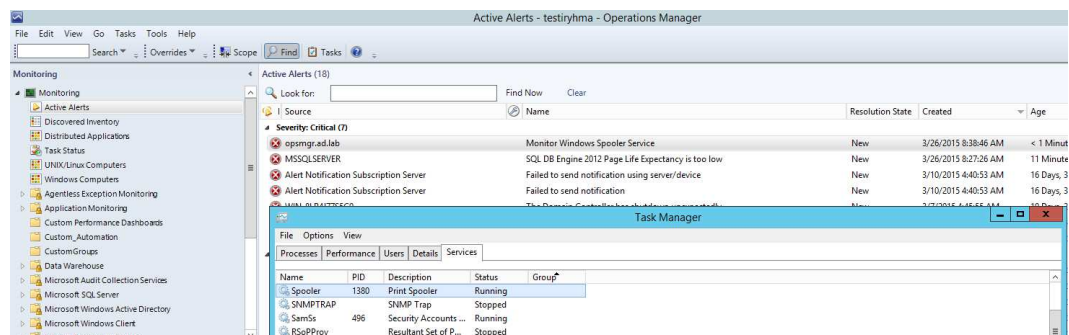 Active Alerts - testiryhma - Operations Manager
File Edit View Go Tasks Tools Help
Search Overrides Scope Find Tasks
Monitoring
Monitoring
Active Alerts
Discovered Inventory
Distributed Applications
Task Status
UNIX/Linux Computers
Windows Computers
Agentless Exception Monitoring
Application Monitoring
Custom Performance Dashboards
Custom_Automation
CustomGroups
Data Warehouse
Microsoft Audit Collection Services
Microsoft SQL Server
Microsoft Windows Active Directory
Microsoft Windows Client
Active Alerts (18)
Look for: Find Now Clear
Source Name Resolution State Created Age
Severity: Critical (7)
opsmgr.ad.lab Monitor Windows Spooler Service New 3/26/2015 8:38:46 AM < 1 Minut
MSSQLSERVER SQL DB Engine 2012 Page Life Expectancy is too low New 3/26/2015 8:27:26 AM 11 Minute
Alert Notification Subscription Server Failed to send notification using server/device New 3/10/2015 4:40:53 AM 16 Days, 3
Alert Notification Subscription Server Failed to send notification New 3/10/2015 4:40:53 AM 16 Days, 3
Task Manager
File Options View
Processes Performance Users Details Services
Name PID Description Status Group
Spooler 1380 Print Spooler Running
SNMPTRAP SNMP Trap Stopped
SamSs 496 Security Accounts ... Running
RSoPProv Resultant Set of P... Stopped